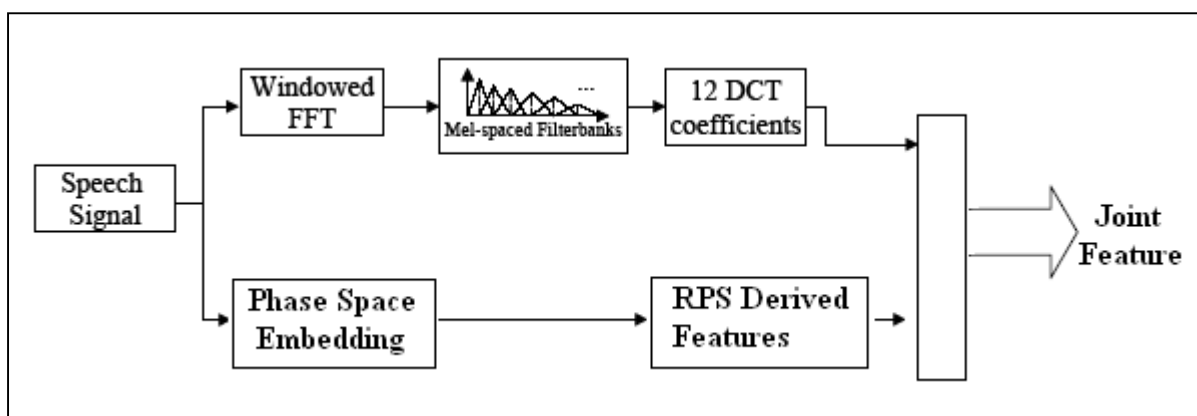 Windowed
FFT
...
Mel-spaced Filterbanks
12 DCT
coefficients
Speech
Signal
Joint
Feature
Phase Space
Embedding
RPS Derived
Features